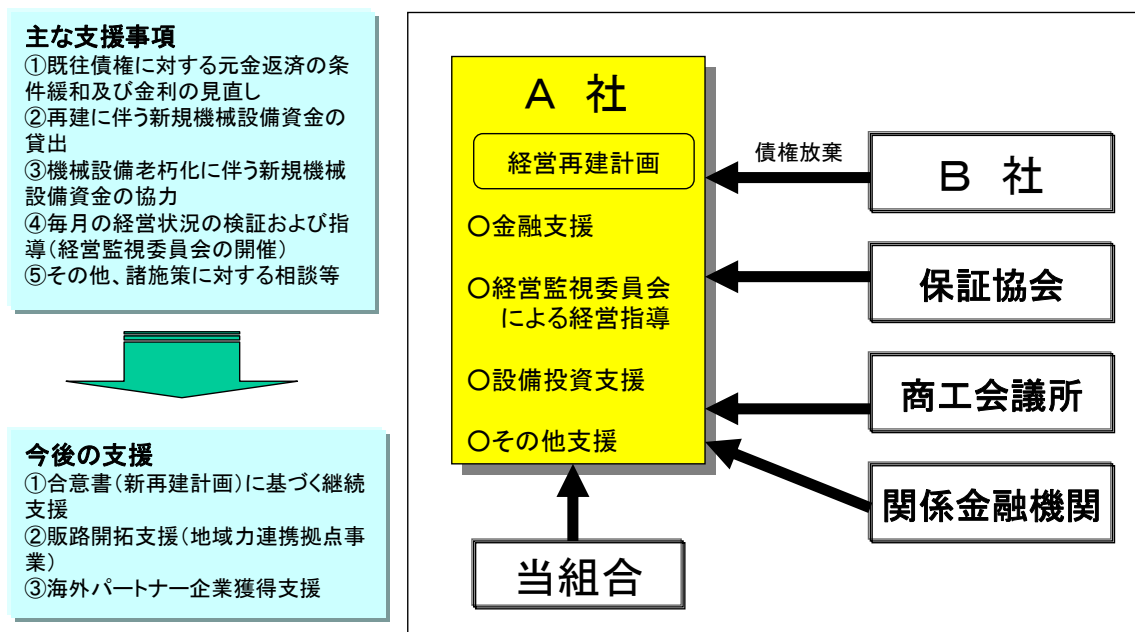 主な支援事項
①既往債権に対する元金返済の条
件緩和及び金利の見直し
②再建に伴う新規機械設備資金の
貸出
③機械設備老朽化に伴う新規機械
設備資金の協力
④毎月の経営状況の検証および指
導(経営監視委員会の開催)
⑤その他、諸施策に対する相談等
今後の支援
①合意書(新再建計画)に基づく継続
支援
②販路開拓支援(地域力連携拠点事
業)
③海外パートナー企業獲得支援
A 社
経営再建計画
○金融支援
○経営監視委員会
による経営指導
○設備投資支援
○その他支援
債権放棄
B 社
保証協会
商工会議所
関係金融機関
当組合